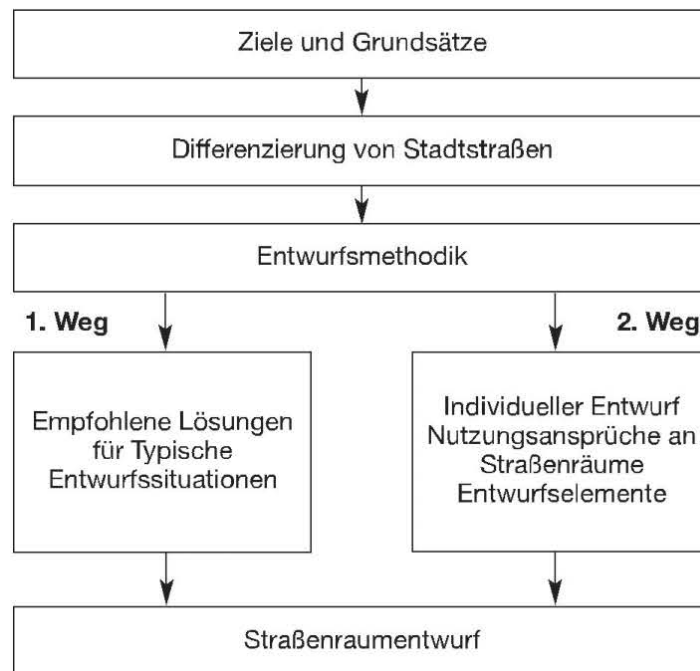 Ziele und Grundsätze
Differenzierung von Stadtstraßen
Entwurfsmethodik
1. Weg
2. Weg
Empfohlene Lösungen
für Typische
Entwurfssituationen
Individueller Entwurf
Nutzungsansprüche an
Straßenräume
Entwurfselemente
Straßenraumentwurf